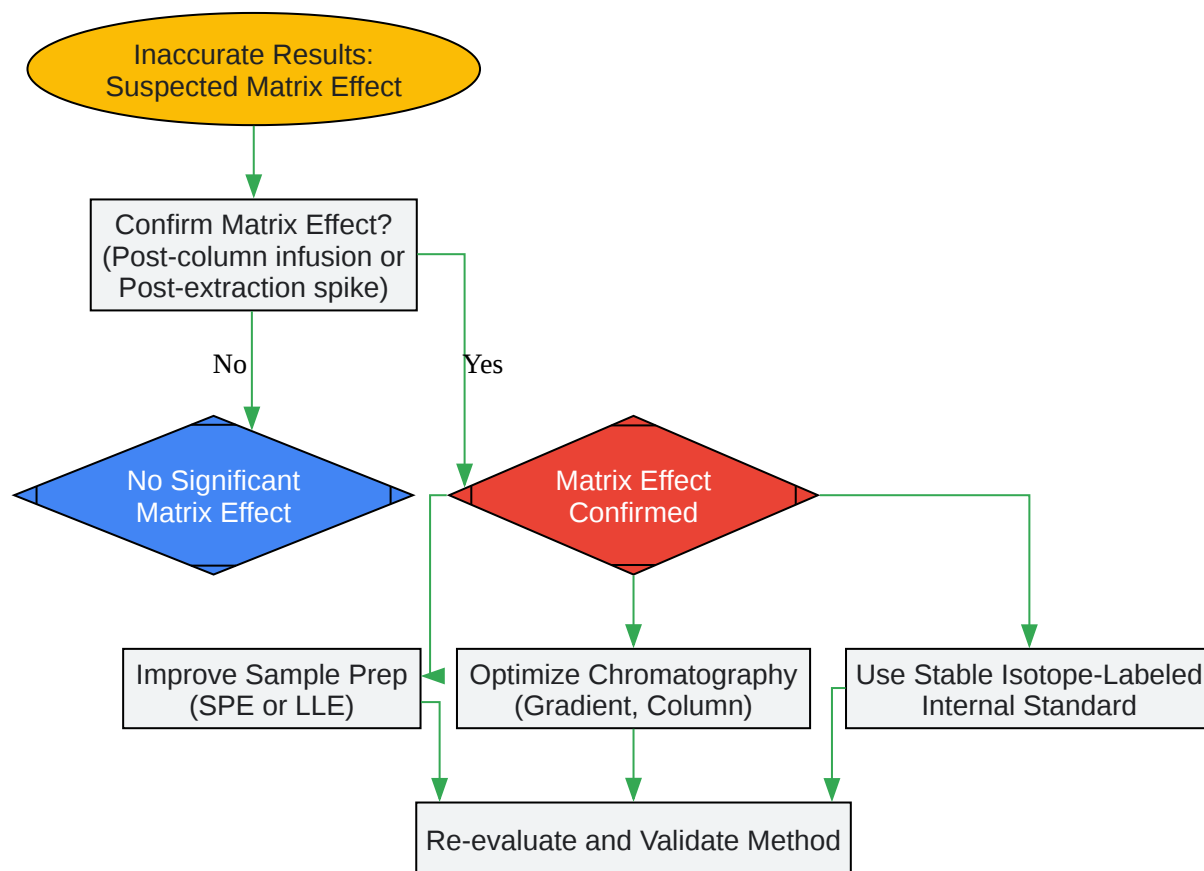 Inaccurate Results:
Suspected Matrix Effect
Confirm Matrix Effect?
(Post-column infusion or
Post-extraction spike)
No
Yes
No Significant
Matrix Effect
Matrix Effect
Confirmed
Improve Sample Prep
(SPE or LLE)
Optimize Chromatography
(Gradient, Column)
Use Stable Isotope-Labeled
Internal Standard
Re-evaluate and Validate Method